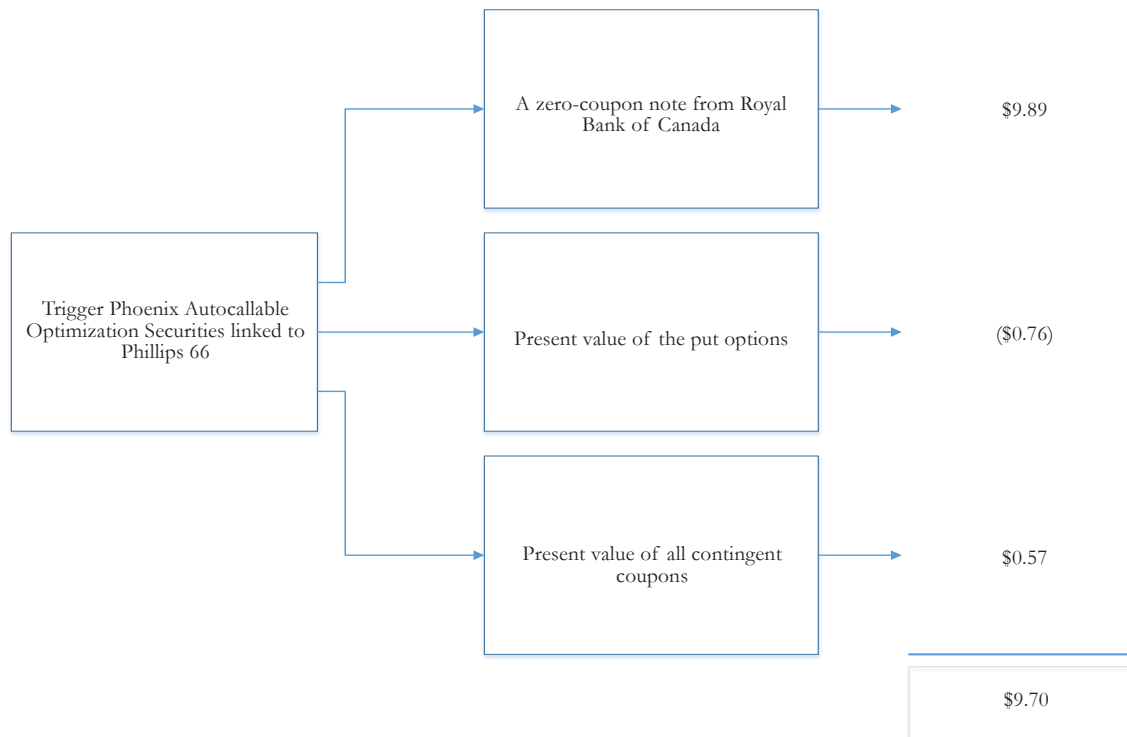 A zero-coupon note from Royal
Bank of Canada
$9.89
Trigger Phoenix Autocallable
Optimization Securities linked to
Phillips 66
Present value of the put options
($0.76)
Present value of all contingent
coupons
$0.57
$9.70